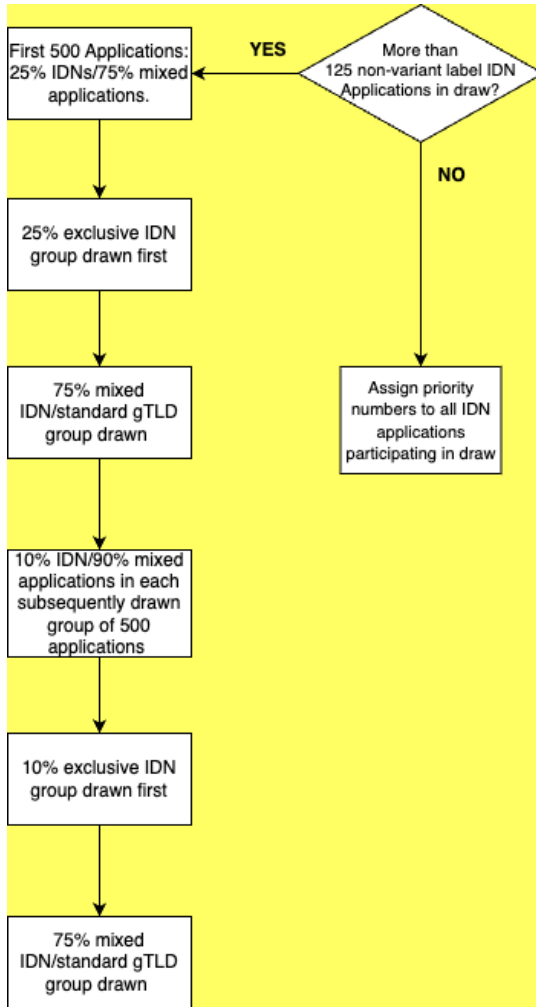 First 500 Applications:
25% IDNs/75% mixed
applications.
YES
More than
125 non-variant label IDN
Applications in draw?
NO
25% exclusive IDN
group drawn first
75% mixed
IDN/standard gTLD
group drawn
Assign priority
numbers to all IDN
applications
participating in draw
10% IDN/90% mixed
applications in each
subsequently drawn
group of 500
applications
10% exclusive IDN
group drawn first
75% mixed
IDN/standard gTLD
group drawn